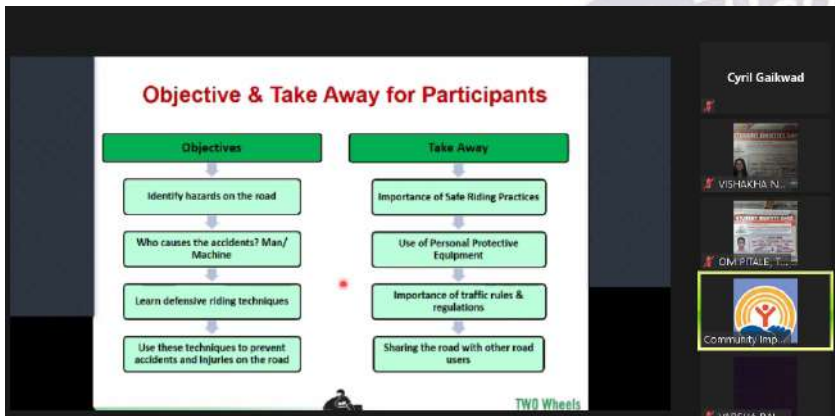 Objective & Take Away for Participants
Objectives
Identify hazards on the road
Who causes the accidents? Man/
Machine
Learn defensive riding techniques
Use these techniques to prevent
accidents and injuries on the road
Take Away
Importance of Safe Riding Practices
Use of Personal Protective
Equipment
Importance of traffic rules &
regulations
Sharing the road with other road
users
TWO Wheels
Cyril Gaikwad
VISHAKHA N...
OM PITALE, T...
Community Imp...